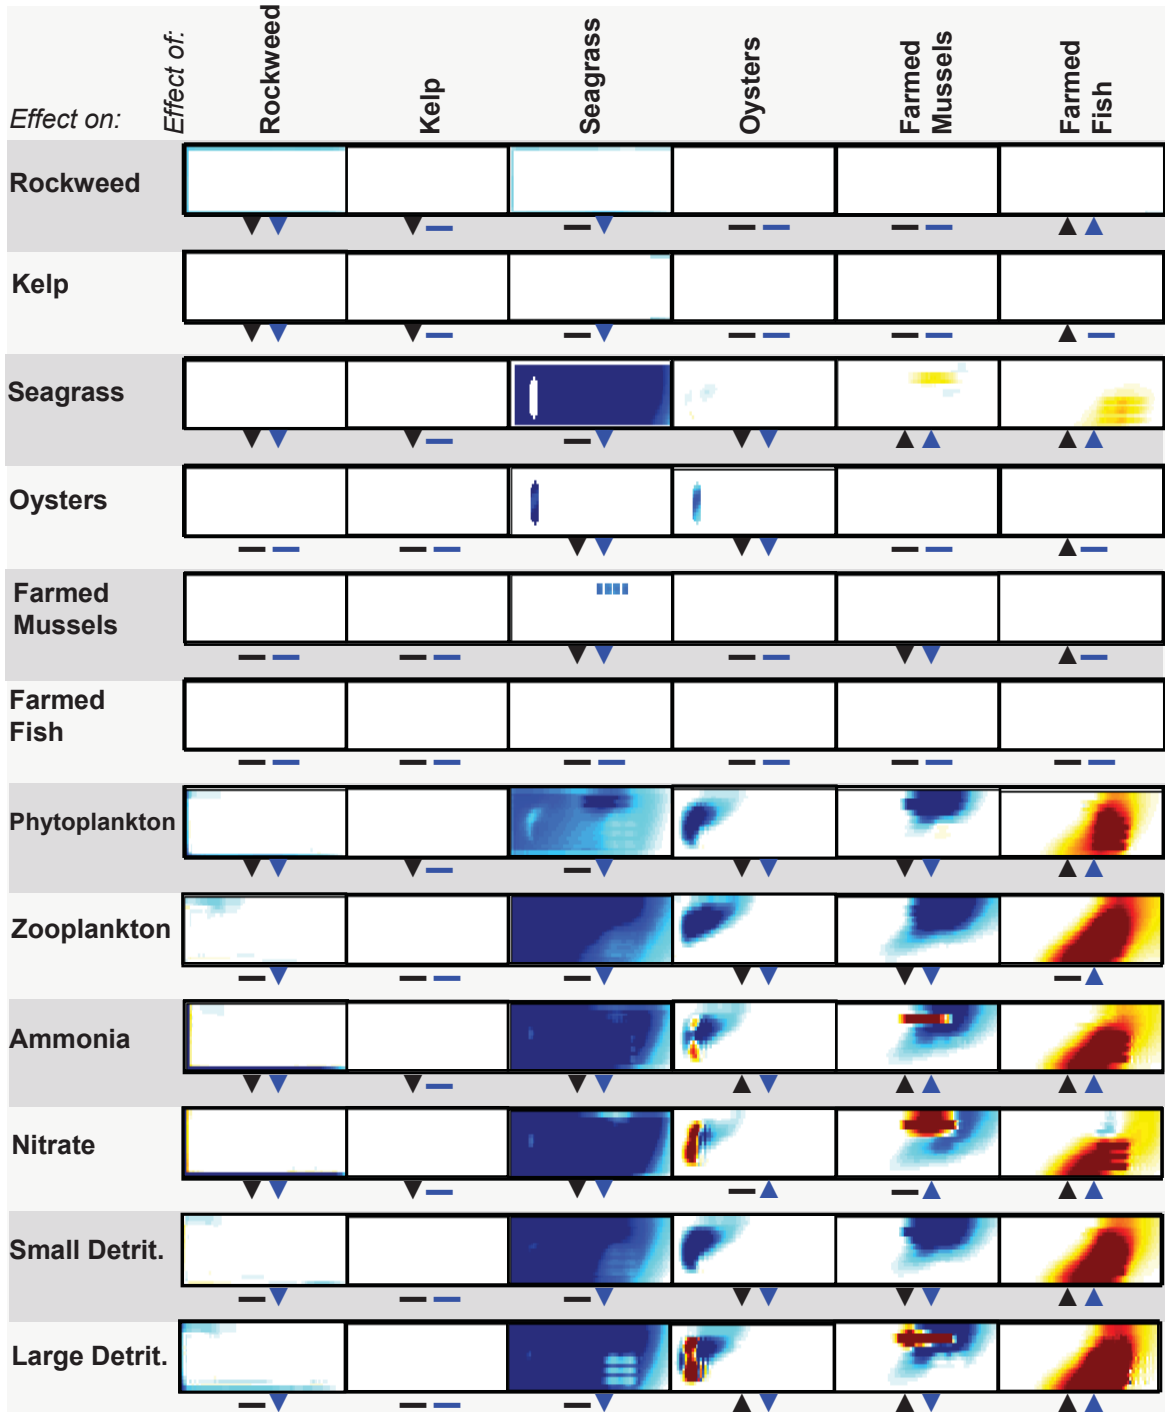 Effect of:
Rockweed
Kelp
Seagrass
Oysters
Farmed
Mussels
Farmed
Fish
Effect on:
Rockweed
Kelp
Seagrass
Oysters
Farmed
Mussels
Farmed
Fish
Phytoplankton
Zooplankton
Ammonia
Nitrate
Small Detrit.
Large Detrit.